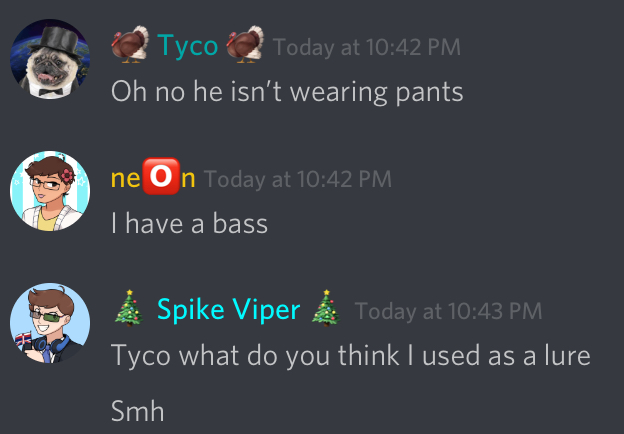 🦃 Tyco 🦃 Today at 10:42 PM
Oh no he isn’t wearing pants
ne🅾️n Today at 10:42 PM
I have a bass
🎄 Spike Viper 🎄 Today at 10:43 PM
Tyco what do you think I used as a lure
Smh